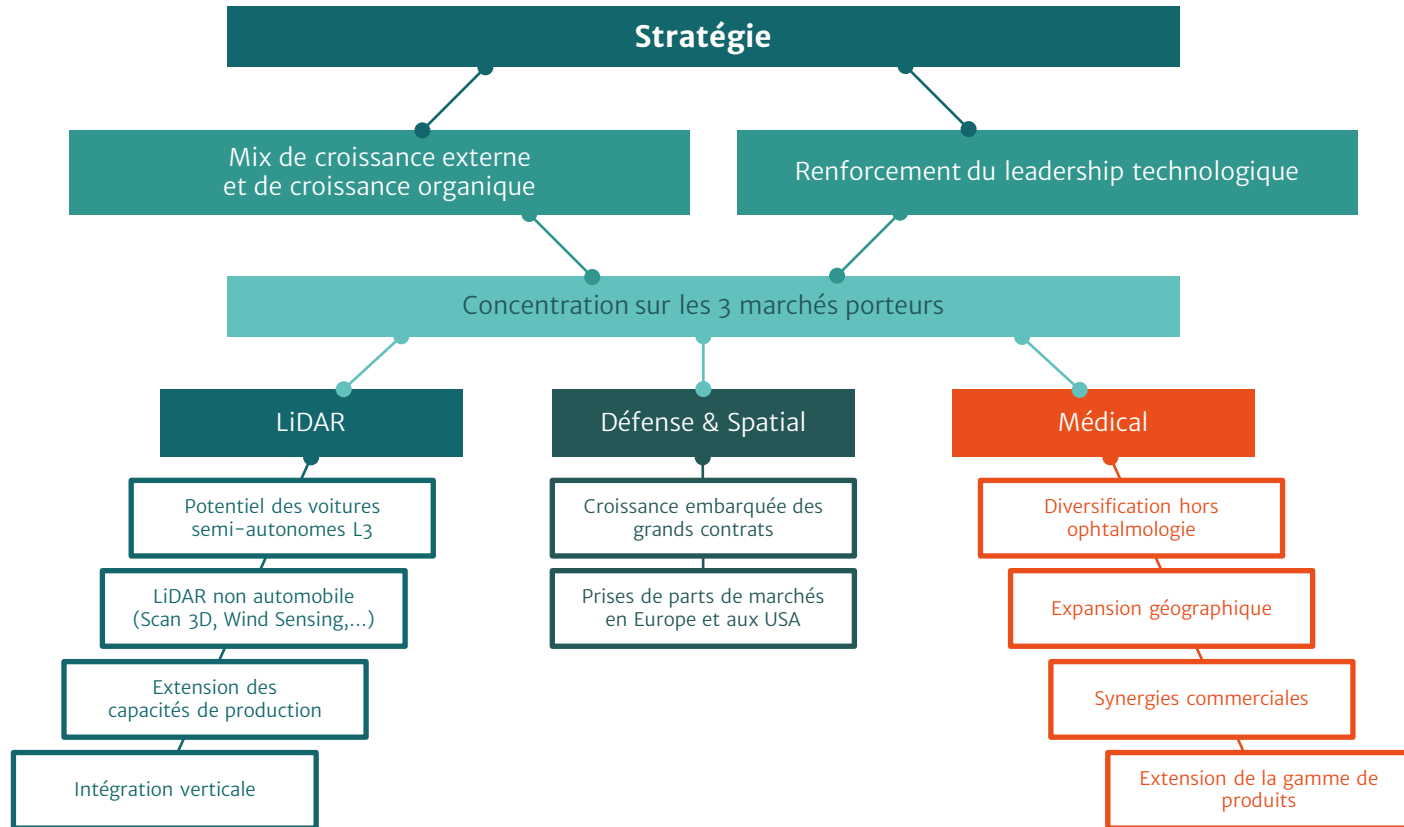 Stratégie
Mix de croissance externe
et de croissance organique
Renforcement du leadership technologique
Concentration sur les 3 marchés porteurs
LiDAR
Potentiel des voitures
semi-autonomes L3
LiDAR non automobile
(Scan 3D, Wind Sensing,...)
Extension des
capacités de production
Intégration verticale
Défense & Spatial
Croissance embarquée des
grands contrats
Prises de parts de marchés
en Europe et aux USA
Médical
Diversification hors
ophtalmologie
Expansion géographique
Synergies commerciales
Extension de la gamme de
produits